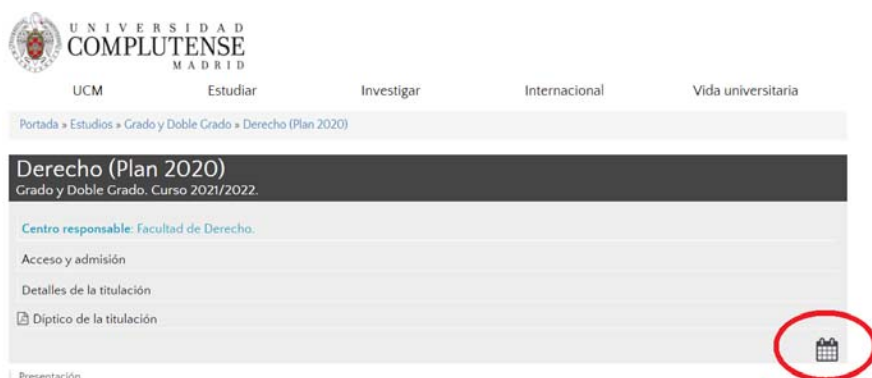 UNIVERSIDAD
COMPLUTENSE
MADRID
UCM Estudiar Investigar Internacional Vida universitaria
Portada » Estudios » Grado y Doble Grado » Derecho (Plan 2020)
Derecho (Plan 2020)
Grado y Doble Grado. Curso 2021/2022.
Centro responsable: Facultad de Derecho.
Acceso y admisión
Detalles de la titulación
Díptico de la titulación
Presentación